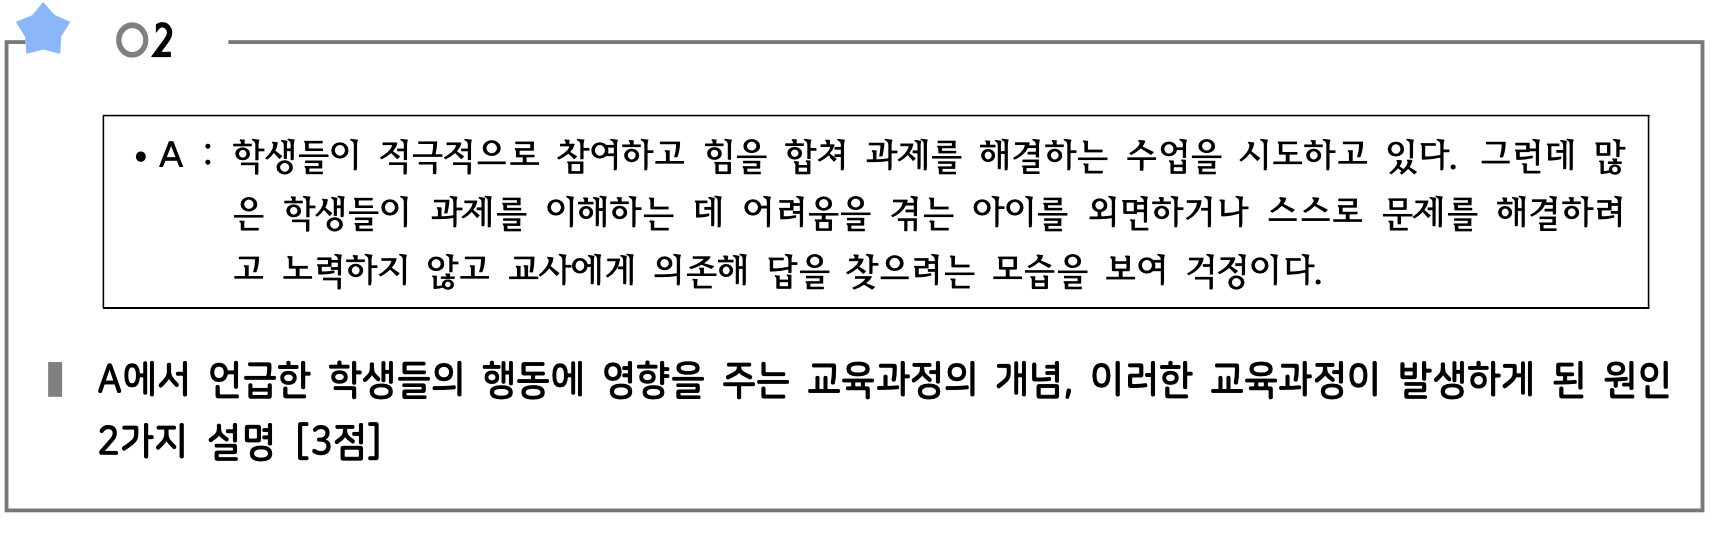 02
• A : 학생들이 적극적으로 참여하고 힘을 합쳐 과제를 해결하는 수업을 시도하고 있다. 그런데 많
은 학생들이 과제를 이해하는 데 어려움을 겪는 아이를 외면하거나 스스로 문제를 해결하려
고 노력하지 않고 교사에게 의존해 답을 찾으려는 모습을 보여 걱정이다.
A에서 언급한 학생들의 행동에 영향을 주는 교육과정의 개념, 이러한 교육과정이 발생하게 된 원인
2가지 설명 [3점]